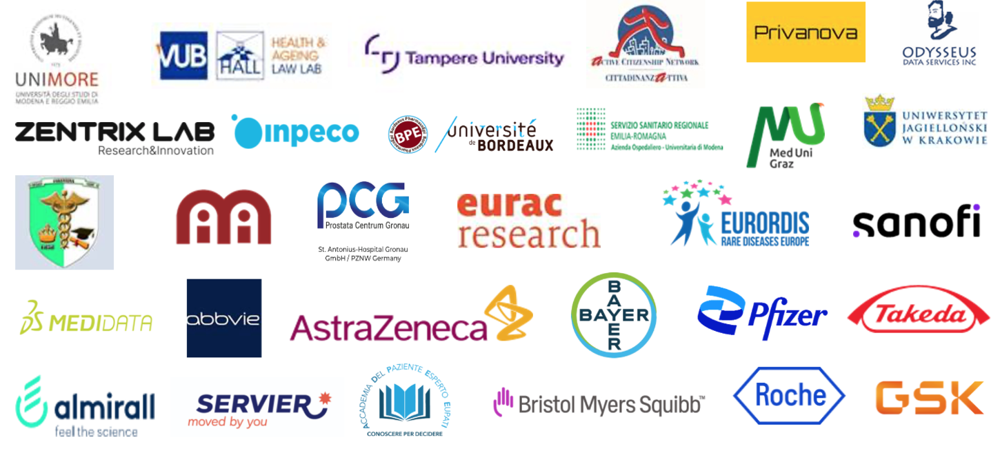 UNIMORE
UNIVERSITÀ DEGLI STUDI DI
MODENA E REGGIO EMILIA
VUB
HALL
HEALTH &
AGEING
LAW LAB
Tampere University
ACTIVE CITIZENSHIP NETWORK
CITTADINANZATTIVA
Privanova
ODYSSEUS
DATA SERVICES INC
ZENTRIX LAB
Research&Innovation
inpeco
BPE
université
de BORDEAUX
SERVIZIO SANITARIO REGIONALE
EMILIA-ROMAGNA
Azienda Ospedaliero - Universitaria di Modena
Med Uni
Graz
UNIWERSYTET
JAGIELLOŃSKI
W KRAKOWIE
PCG
Prostata Centrum Gronau
St. Antonius-Hospital Gronau
GmbH / PZNW Germany
eurac
research
EURORDIS
RARE DISEASES EUROPE
sanofi
MEDIDATA
abbvie
AstraZeneca
BAYER
BAYER
Pfizer
Takeda
almirall
feel the science
SERVIER
moved by you
ACCADEMIA DEL PAZIENTE ESPERTO EUPATI
CONOSCERE PER DECIDERE
Bristol Myers Squibb™
Roche
GSK